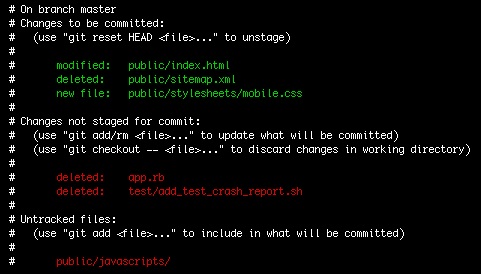 # On branch master
# Changes to be committed:
#   (use "git reset HEAD <file>..." to unstage)
#
#       modified:   public/index.html
#       deleted:    public/sitemap.xml
#       new file:   public/stylesheets/mobile.css
#
# Changes not staged for commit:
#   (use "git add/rm <file>..." to update what will be committed)
#   (use "git checkout -- <file>..." to discard changes in working directory)
#
#       deleted:    app.rb
#       deleted:    test/add_test_crash_report.sh
#
# Untracked files:
#   (use "git add <file>..." to include in what will be committed)
#
#       public/javascripts/